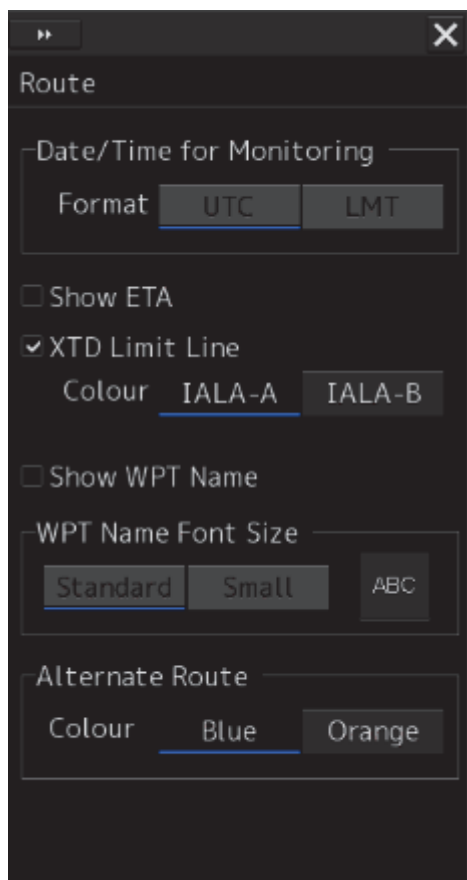 Route
Date/Time for Monitoring
Format UTC LMT
Show ETA
XTD Limit Line
Colour IALA-A IALA-B
Show WPT Name
WPT Name Font Size
Standard Small ABC
Alternate Route
Colour Blue Orange